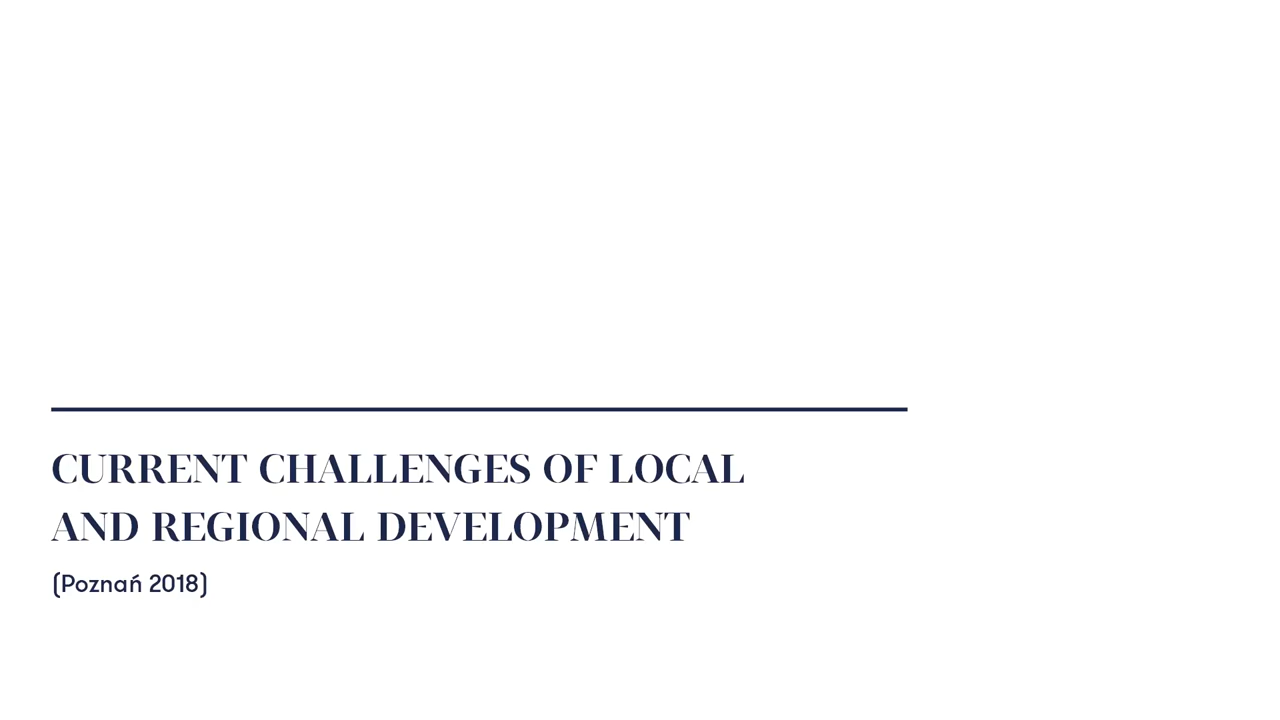 CURRENT CHALLENGES OF LOCAL
AND REGIONAL DEVELOPMENT
(Poznań 2018)